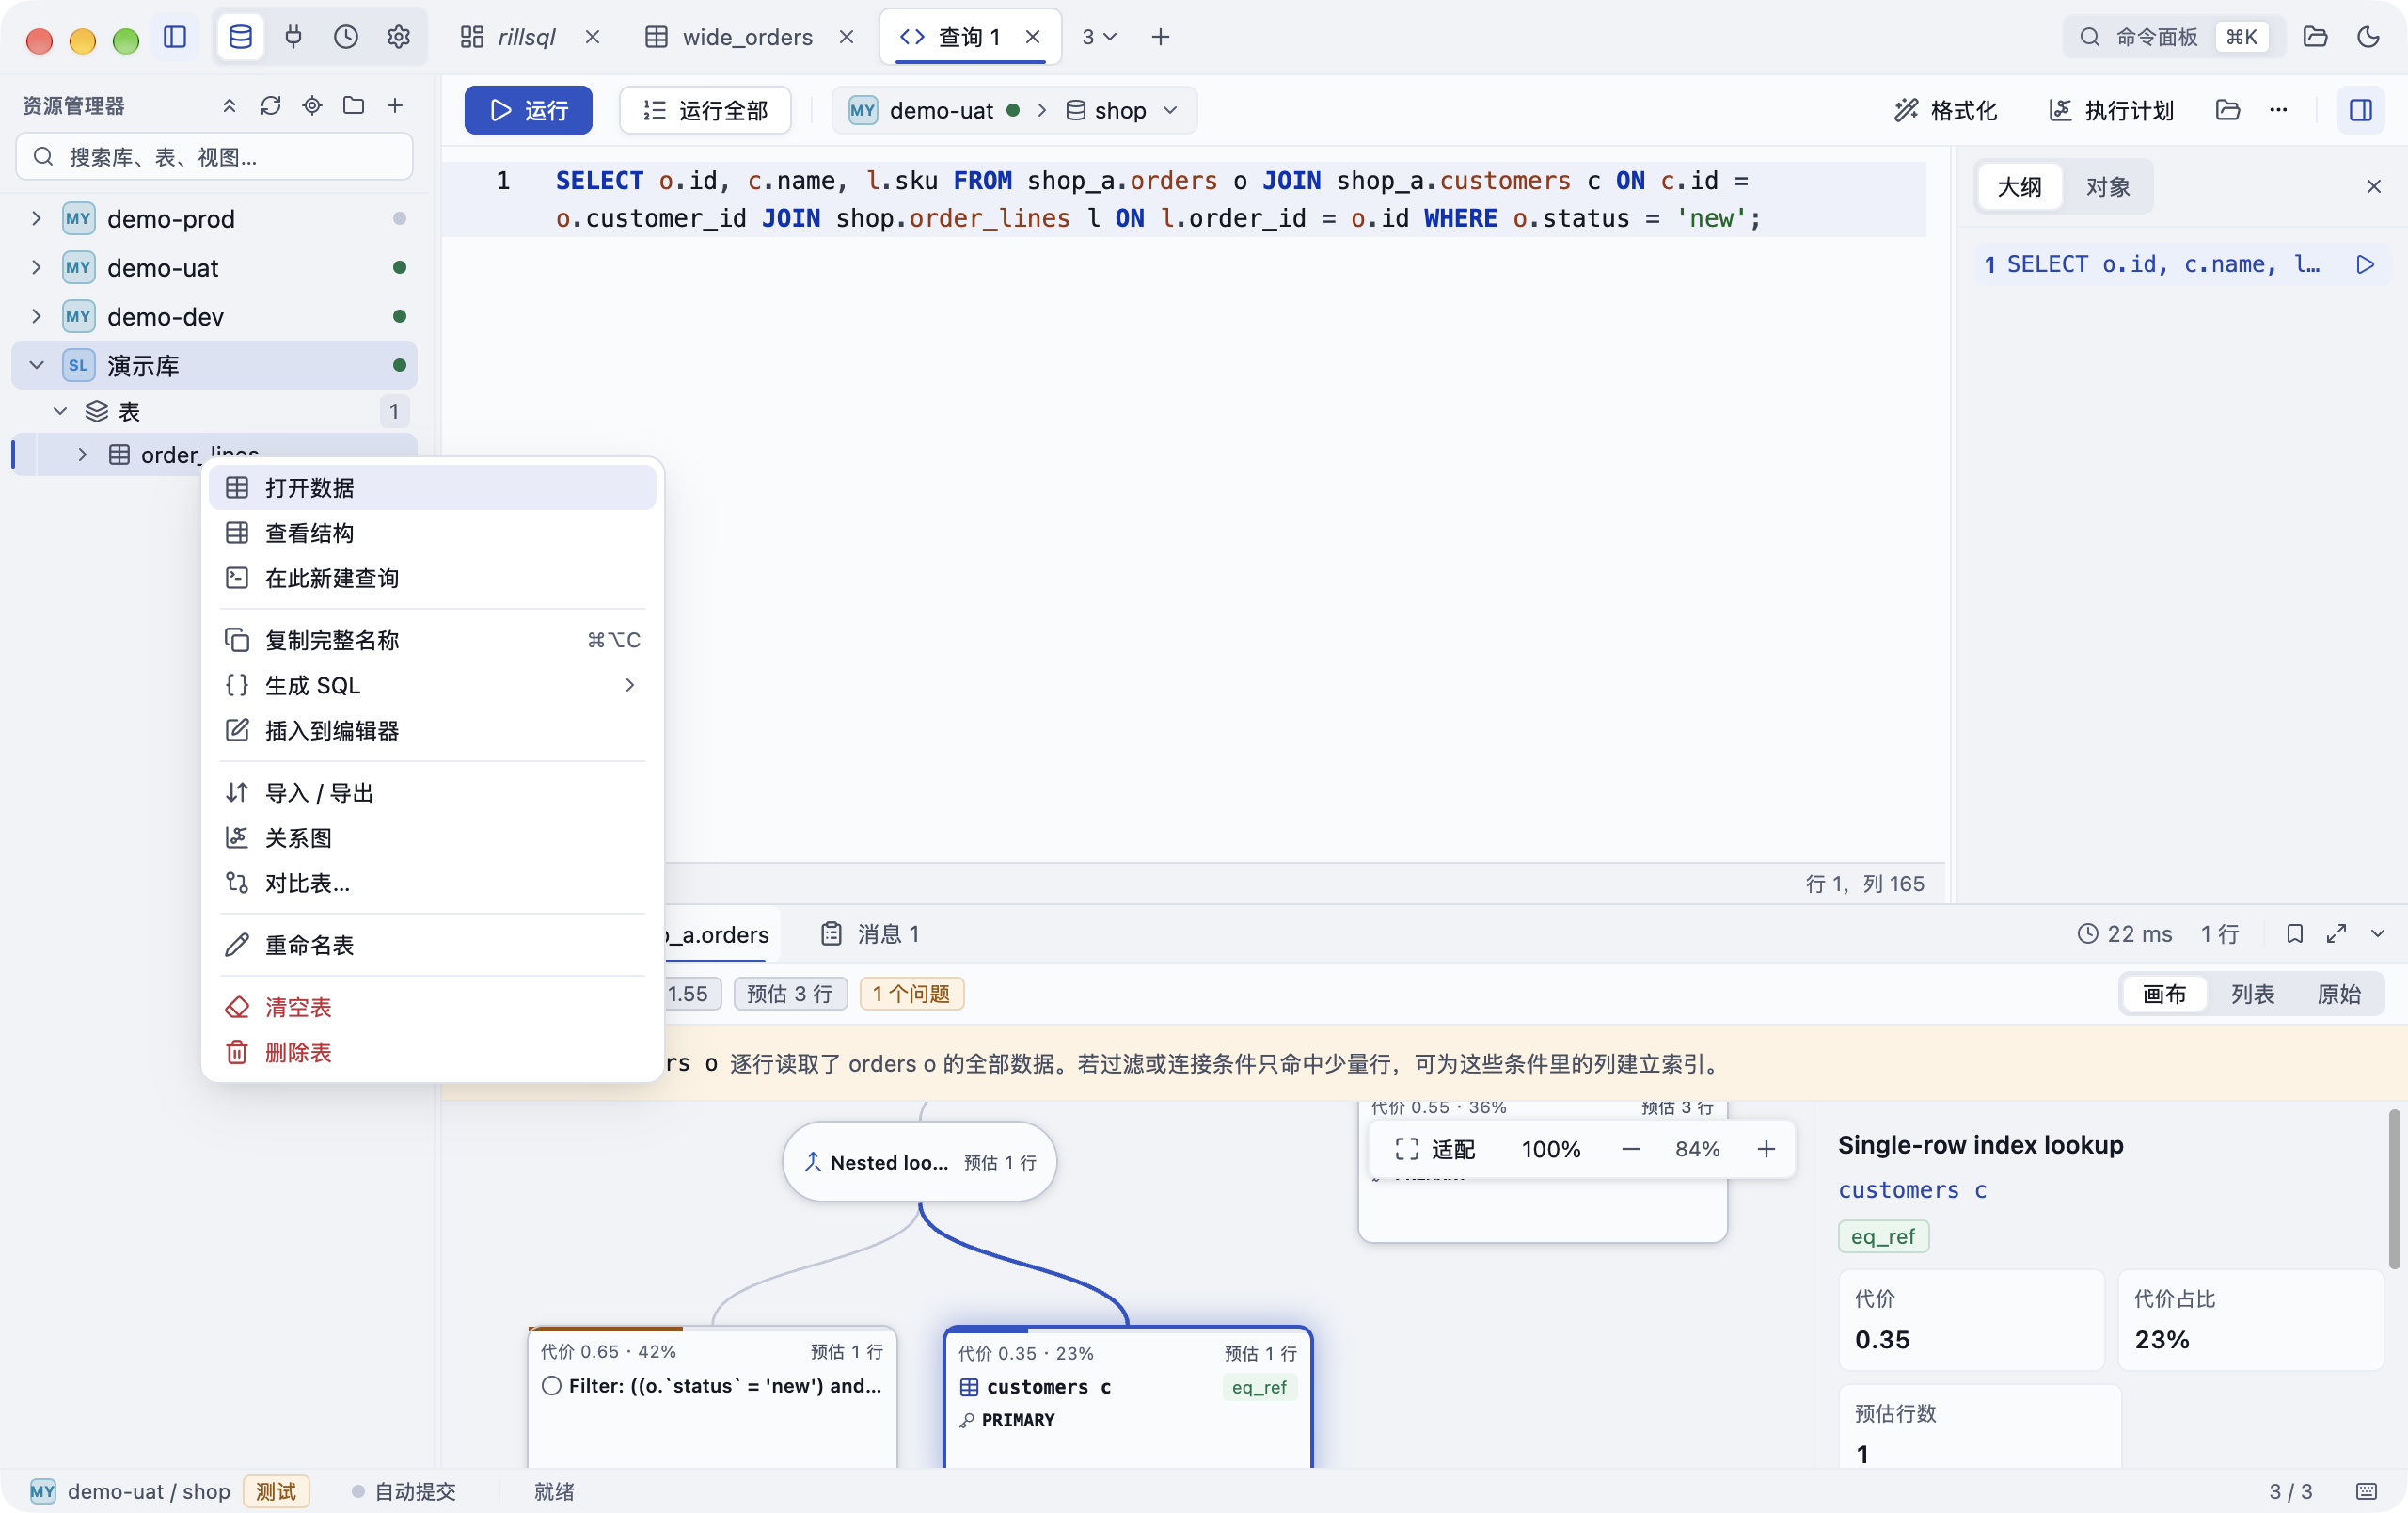 rillsql
wide_orders
查询 1
3
命令面板 ⌘K
资源管理器
搜索库、表、视图...
MY demo-prod
MY demo-uat
MY demo-dev
SL 演示库
表 1
order_lines
打开数据
查看结构
在此新建查询
复制完整名称 ⌘⌥C
生成 SQL
插入到编辑器
导入 / 导出
关系图
对比表...
重命名表
清空表
删除表
运行
运行全部
MY demo-uat
shop
格式化
执行计划
1 SELECT o.id, c.name, l.sku FROM shop_a.orders o JOIN shop_a.customers c ON c.id =
o.customer_id JOIN shop.order_lines l ON l.order_id = o.id WHERE o.status = 'new';
行 1，列 165
大纲
对象
1 SELECT o.id, c.name, l…
_a.orders
消息 1
22 ms
1 行
1.55
预估 3 行
1 个问题
画布
列表
原始
rs o 逐行读取了 orders o 的全部数据。若过滤或连接条件只命中少量行，可为这些条件里的列建立索引。
代价 0.55 · 36% 预估 3 行
适配
100%
84%
Nested loo... 预估 1 行
代价 0.65 · 42% 预估 1 行
Filter: ((o.`status` = 'new') and...
代价 0.35 · 23% 预估 1 行
customers c eq_ref
PRIMARY
Single-row index lookup
customers c
eq_ref
代价
0.35
代价占比
23%
预估行数
1
MY demo-uat / shop 测试
自动提交
就绪
3 / 3